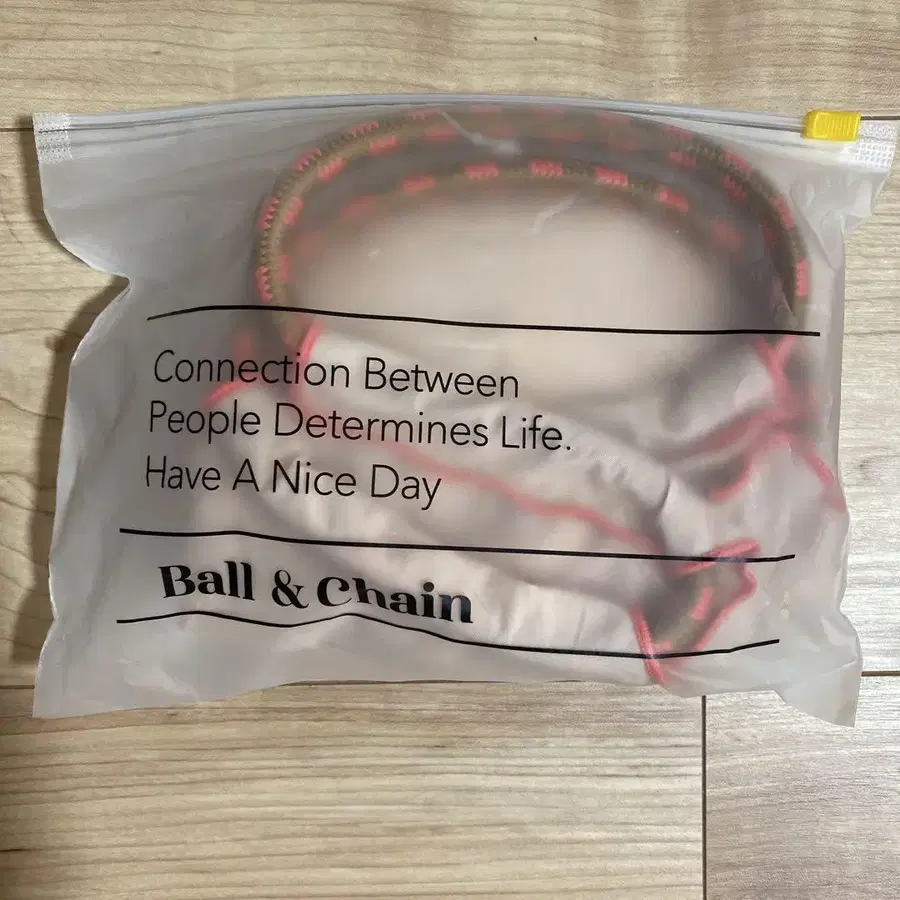 Connection Between
People Determines Life.
Have A Nice Day
Ball & Chain